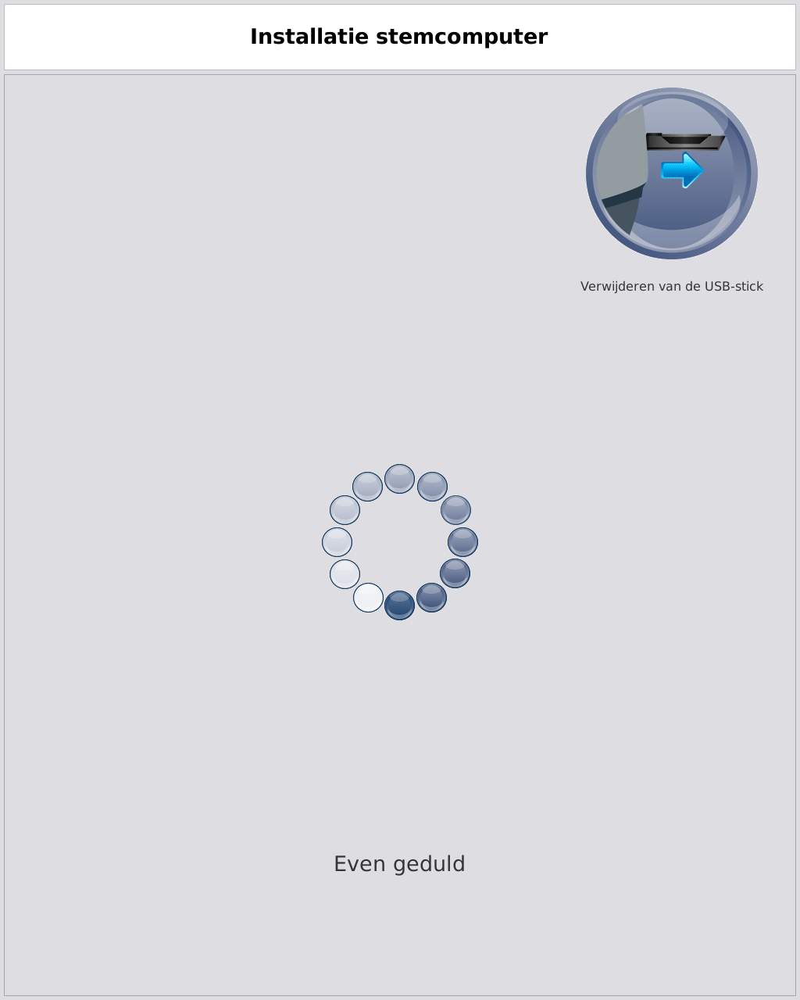 Installatie stemcomputer
Verwijderen van de USB-stick
Even geduld